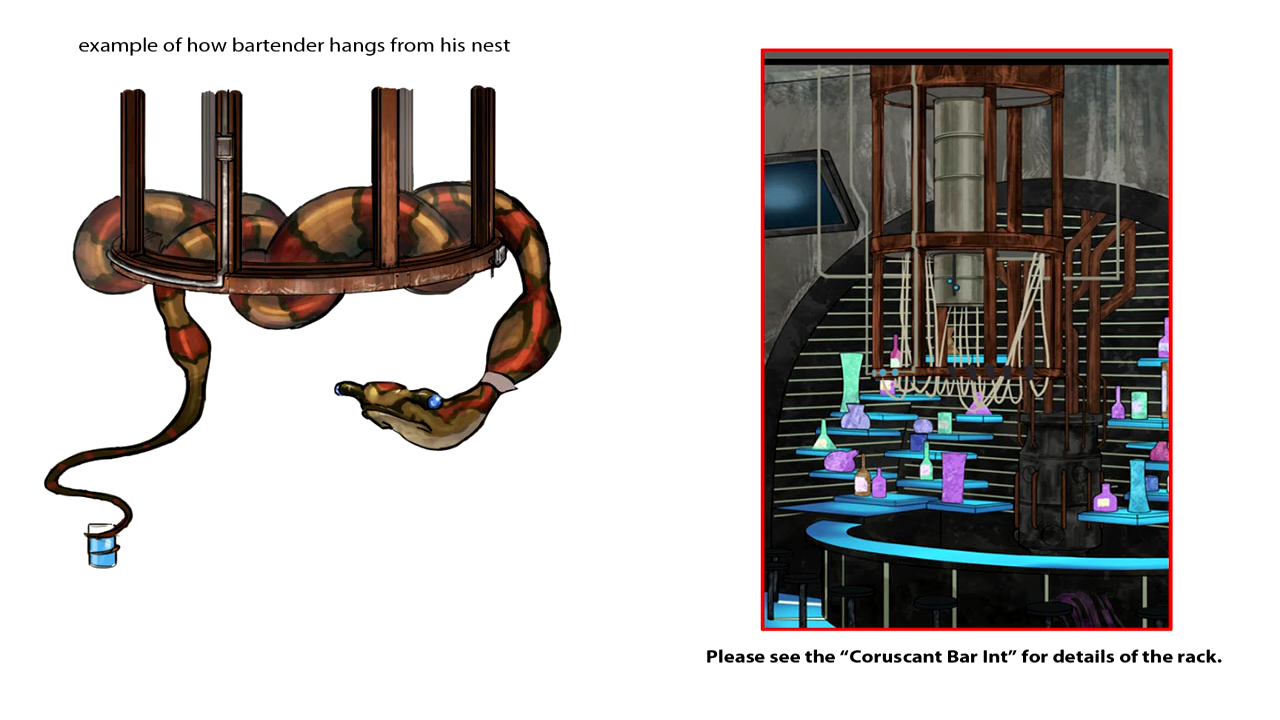 example of how bartender hangs from his nest
Please see the “Coruscant Bar Int” for details of the rack.